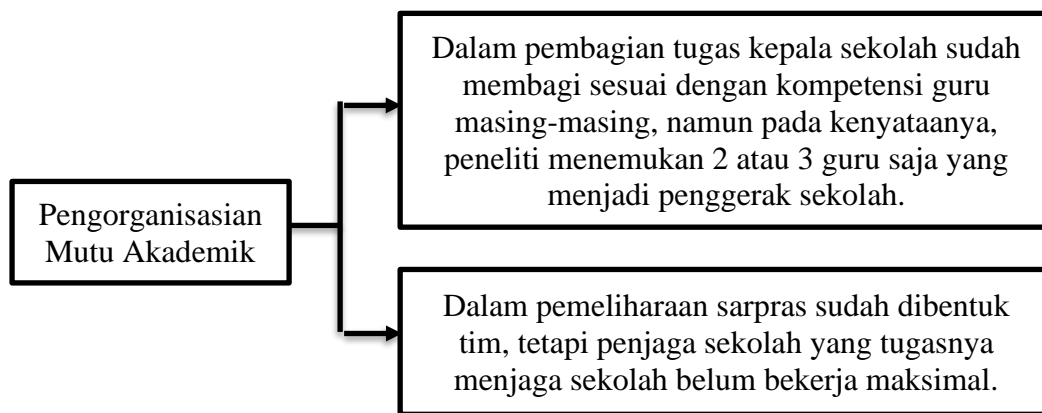 Pengorganisasian
Mutu Akademik
Dalam pembagian tugas kepala sekolah sudah
membagi sesuai dengan kompetensi guru
masing-masing, namun pada kenyataanya,
peneliti menemukan 2 atau 3 guru saja yang
menjadi penggerak sekolah.
Dalam pemeliharaan sarpras sudah dibentuk
tim, tetapi penjaga sekolah yang tugasnya
menjaga sekolah belum bekerja maksimal.